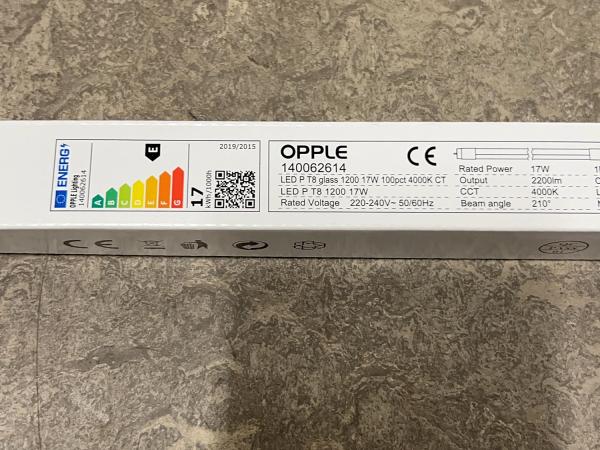 ENERG
OPPLE Lighting
140062614
E
A
B
C
D
E
F
G
17
kWh/1000h
2019/2015
OPPLE
140062614
LED P T8 glass 1200 17W 100pct 4000K CT
LED P T8 1200 17W
Rated Voltage 220-240V~ 50/60Hz
CE
Rated Power 17W
Output 2200lm
CCT 4000K
Beam angle 210°
CE